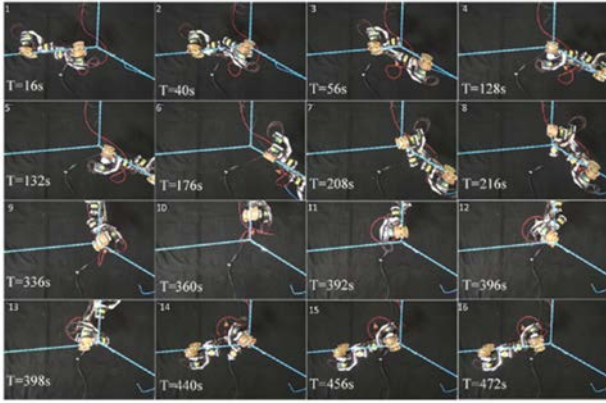 1
T=16s
2
T=40s
3
T=56s
4
T=128s
5
T=132s
6
T=176s
7
T=208s
8
T=216s
9
T=336s
10
T=360s
11
T=392s
12
T=396s
13
T=398s
14
T=440s
15
T=456s
16
T=472s